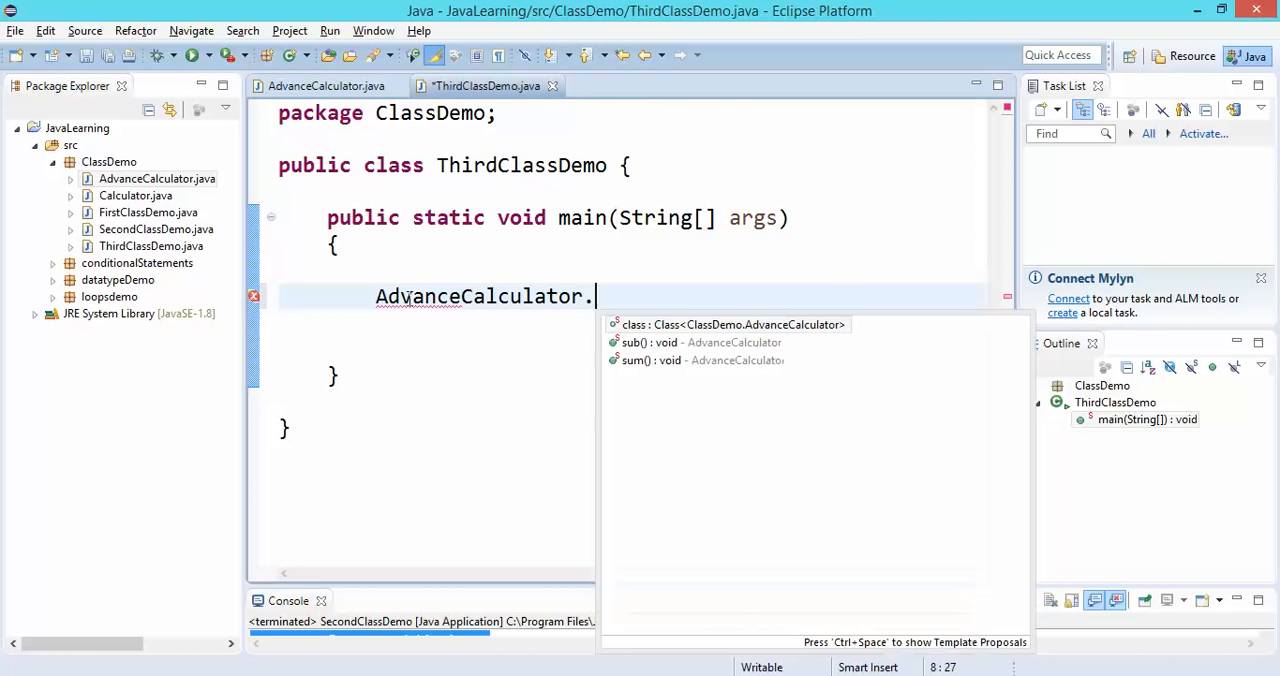 Java - JavaLearning/src/ClassDemo/ThirdClassDemo.java - Eclipse Platform
File Edit Source Refactor Navigate Search Project Run Window Help
Quick Access
Resource
Java
Package Explorer
JavaLearning
src
ClassDemo
AdvanceCalculator.java
Calculator.java
FirstClassDemo.java
SecondClassDemo.java
ThirdClassDemo.java
conditionalStatements
datatypeDemo
loopsdemo
JRE System Library [JavaSE-1.8]
AdvanceCalculator.java
*ThirdClassDemo.java
package ClassDemo;
public class ThirdClassDemo {
public static void main(String[] args)
{
AdvanceCalculator.
}
}
class : Class<ClassDemo.AdvanceCalculator>
sub() : void - AdvanceCalculator
sum() : void - AdvanceCalculator
Press 'Ctrl+Space' to show Template Proposals
Task List
Find
All
Activate...
Connect Mylyn
Connect to your task and ALM tools or
create a local task.
Outline
ClassDemo
ThirdClassDemo
main(String[]) : void
Console
<terminated> SecondClassDemo [Java Application] C:\Program Files\.
Writable
Smart Insert
8 : 27